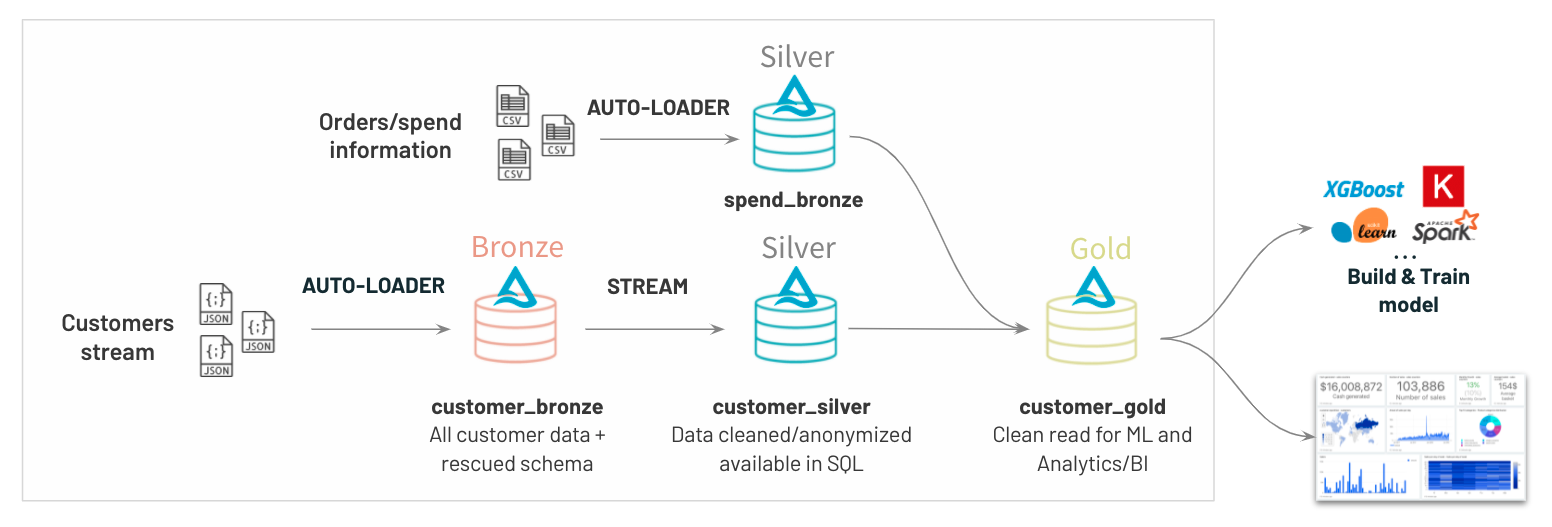 Silver
Orders/spend
information
CSV
CSV
CSV
AUTO-LOADER
spend_bronze
Customers
stream
{;}
JSON
{;}
JSON
{;}
JSON
AUTO-LOADER
Bronze
customer_bronze
All customer data +
rescued schema
STREAM
Silver
customer_silver
Data cleaned/anonymized
available in SQL
Gold
customer_gold
Clean read for ML and
Analytics/BI
XGBoost
K
learn
APACHE
Spark
...
Build & Train
model
$16,008,872
Cash generated
103,886
Number of sales
13%
(10%)
154$